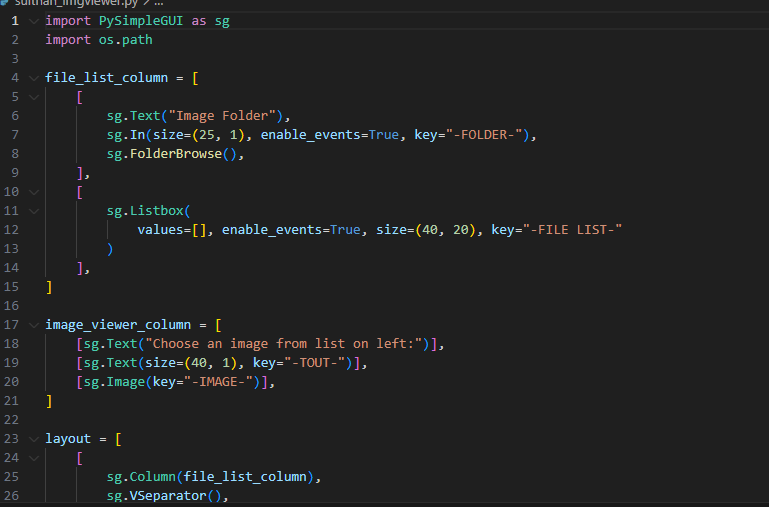 sulthan_imgviewer.py > ...
1 import PySimpleGUI as sg
2 import os.path
3
4 file_list_column = [
5     [
6         sg.Text("Image Folder"),
7         sg.In(size=(25, 1), enable_events=True, key="-FOLDER-"),
8         sg.FolderBrowse(),
9     ],
10     [
11         sg.Listbox(
12             values=[], enable_events=True, size=(40, 20), key="-FILE LIST-"
13         )
14     ],
15 ]
16
17 image_viewer_column = [
18     [sg.Text("Choose an image from list on left:")],
19     [sg.Text(size=(40, 1), key="-TOUT-")],
20     [sg.Image(key="-IMAGE-")],
21 ]
22
23 layout = [
24     [
25         sg.Column(file_list_column),
26         sg.VSeparator(),